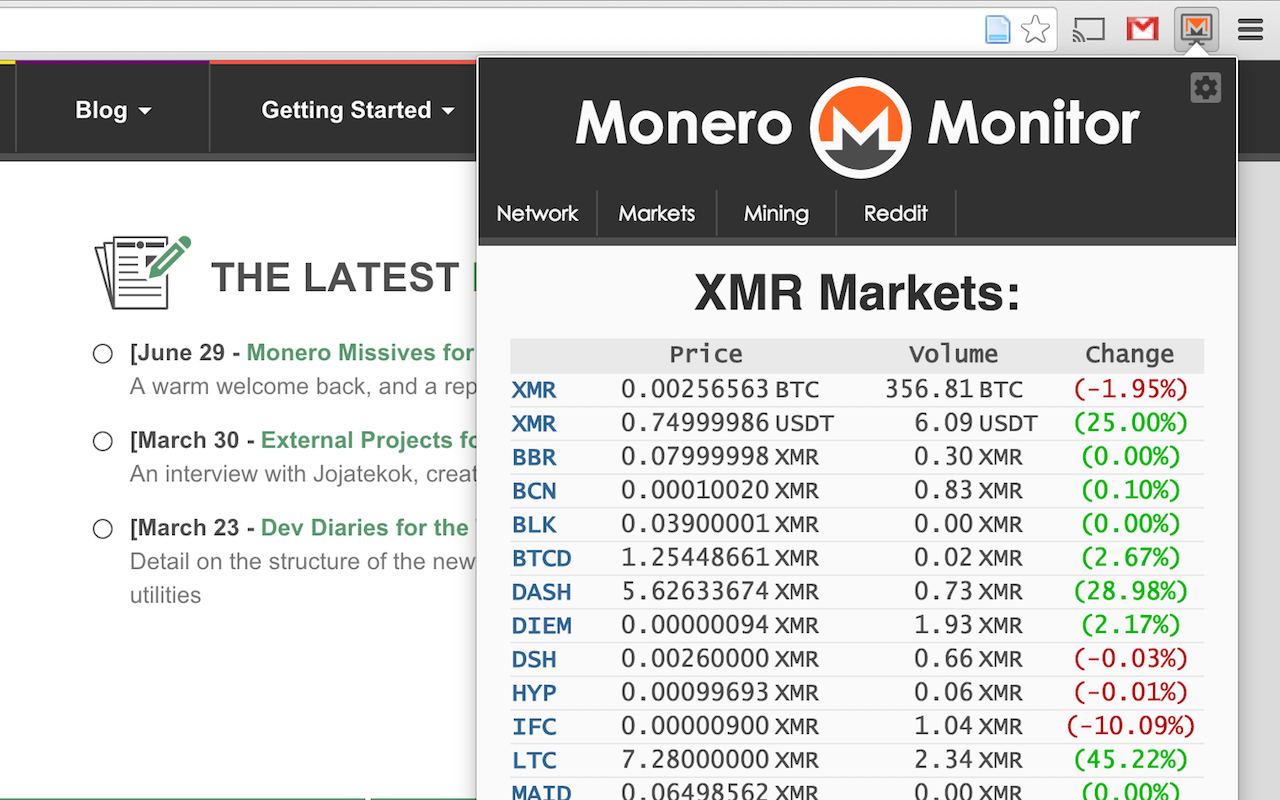 Blog
Getting Started
Monero Monitor
Network Markets Mining Reddit
THE LATEST
[June 29 - Monero Missives for
A warm welcome back, and a rep
[March 30 - External Projects fo
An interview with Jojatekok, creat
[March 23 - Dev Diaries for the
Detail on the structure of the new
utilities
XMR Markets:
Price Volume Change
XMR 0.00256563 BTC 356.81 BTC (-1.95%)
XMR 0.74999986 USDT 6.09 USDT (25.00%)
BBR 0.07999998 XMR 0.30 XMR (0.00%)
BCN 0.00010020 XMR 0.83 XMR (0.10%)
BLK 0.03900001 XMR 0.00 XMR (0.00%)
BTCD 1.25448661 XMR 0.02 XMR (2.67%)
DASH 5.62633674 XMR 0.73 XMR (28.98%)
DIEM 0.00000094 XMR 1.93 XMR (2.17%)
DSH 0.00260000 XMR 0.66 XMR (-0.03%)
HYP 0.00099693 XMR 0.06 XMR (-0.01%)
IFC 0.00000900 XMR 1.04 XMR (-10.09%)
LTC 7.28000000 XMR 2.34 XMR (45.22%)
MAID 0.06498562 XMR 0.00 XMR (0.00%)